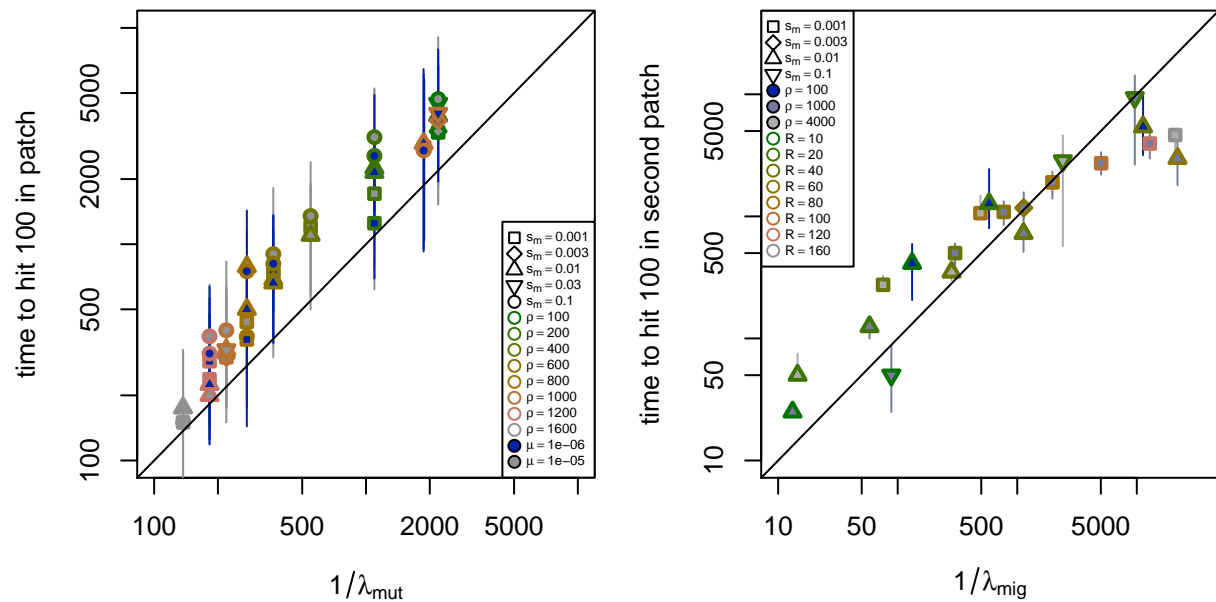 time to hit 100 in patch
5000
2000
500
100
100
500
2000
5000
1/λmut
sm = 0.001
sm = 0.003
sm = 0.01
sm = 0.03
sm = 0.1
ρ = 100
ρ = 200
ρ = 400
ρ = 600
ρ = 800
ρ = 1000
ρ = 1200
ρ = 1600
μ = 1e−06
μ = 1e−05
time to hit 100 in second patch
5000
500
50
10
10
50
500
5000
1/λmig
sm = 0.001
sm = 0.003
sm = 0.01
sm = 0.1
ρ = 100
ρ = 1000
ρ = 4000
R = 10
R = 20
R = 40
R = 60
R = 80
R = 100
R = 120
R = 160